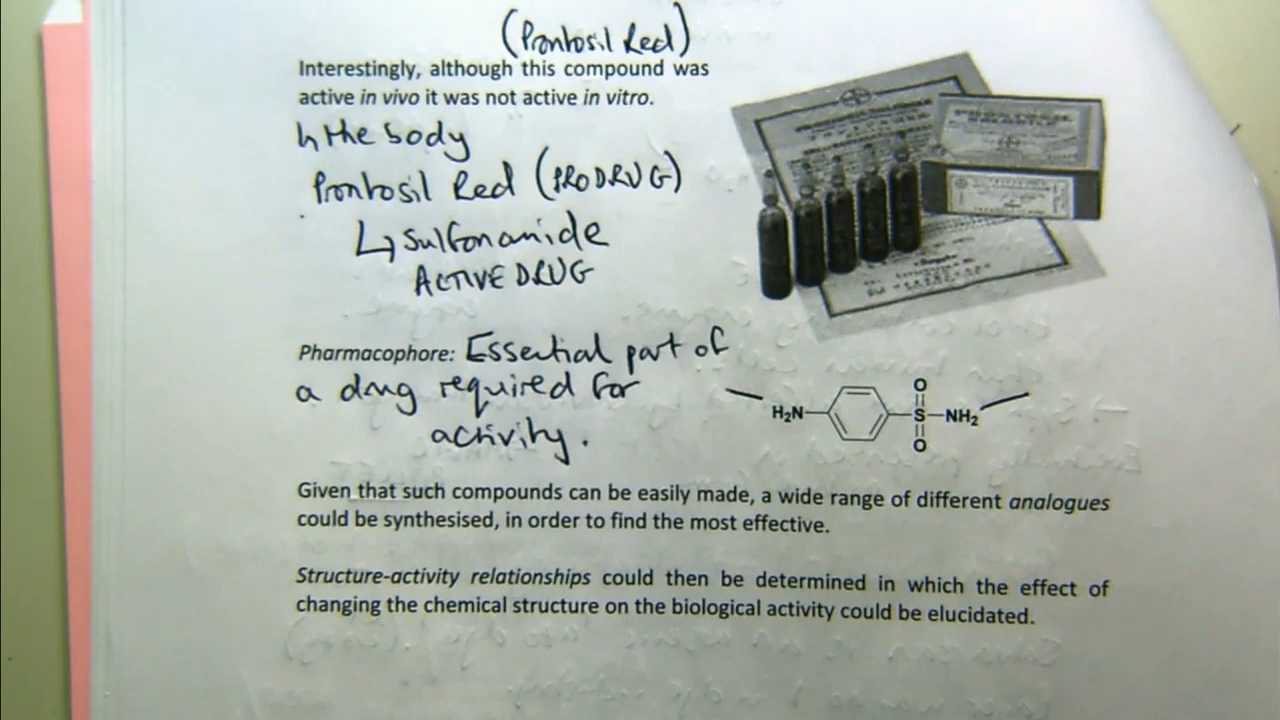 (Prontosil Red)
Interestingly, although this compound was
active in vivo it was not active in vitro.
↳ the body
Prontosil Red (PRODRUG)
↳ Sulfonamide
ACTIVE DRUG
Pharmacophore: Essential part of
a drug required for
activity.
H₂N
O
S
NH₂
O
Given that such compounds can be easily made, a wide range of different analogues
could be synthesised, in order to find the most effective.
Structure-activity relationships could then be determined in which the effect of
changing the chemical structure on the biological activity could be elucidated.